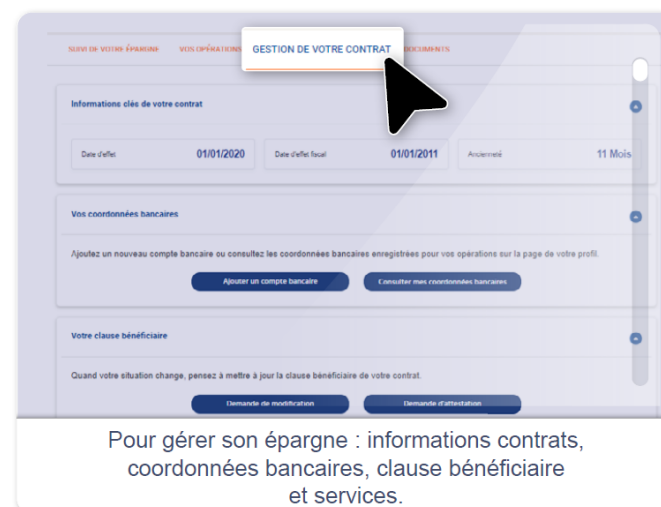 SUIVI DE VOTRE ÉPARGNE VOS OPÉRATIONS GESTION DE VOTRE CONTRAT DOCUMENTS
Informations clés de votre contrat
Date d'effet 01/01/2020 Date d'effet fiscal 01/01/2011 Ancienneté 11 Mois
Vos coordonnées bancaires
Ajoutez un nouveau compte bancaire ou consultez les coordonnées bancaires enregistrées pour vos opérations sur la page de votre profil.
Ajouter un compte bancaire Consulter mes coordonnées bancaires
Votre clause bénéficiaire
Quand votre situation change, pensez à mettre à jour la clause bénéficiaire de votre contrat.
Demande de modification Demande d'attestation
Pour gérer son épargne : informations contrats,
coordonnées bancaires, clause bénéficiaire
et services.